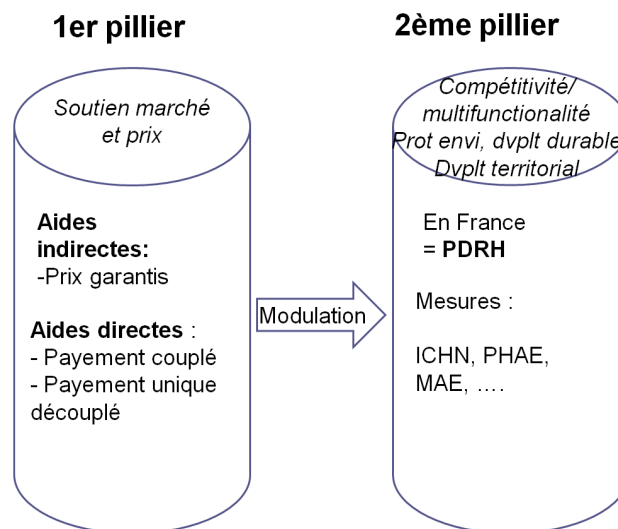 1er pillier
2ème pillier
Soutien marché
et prix
Aides
indirectes:
-Prix garantis
Aides directes :
- Payement couplé
- Payement unique
découplé
Modulation
Compétitivité/
multifunctionalité
Prot envi, dvplt durable
Dvplt territorial
En France
= PDRH
Mesures :
ICHN, PHAE,
MAE, ....